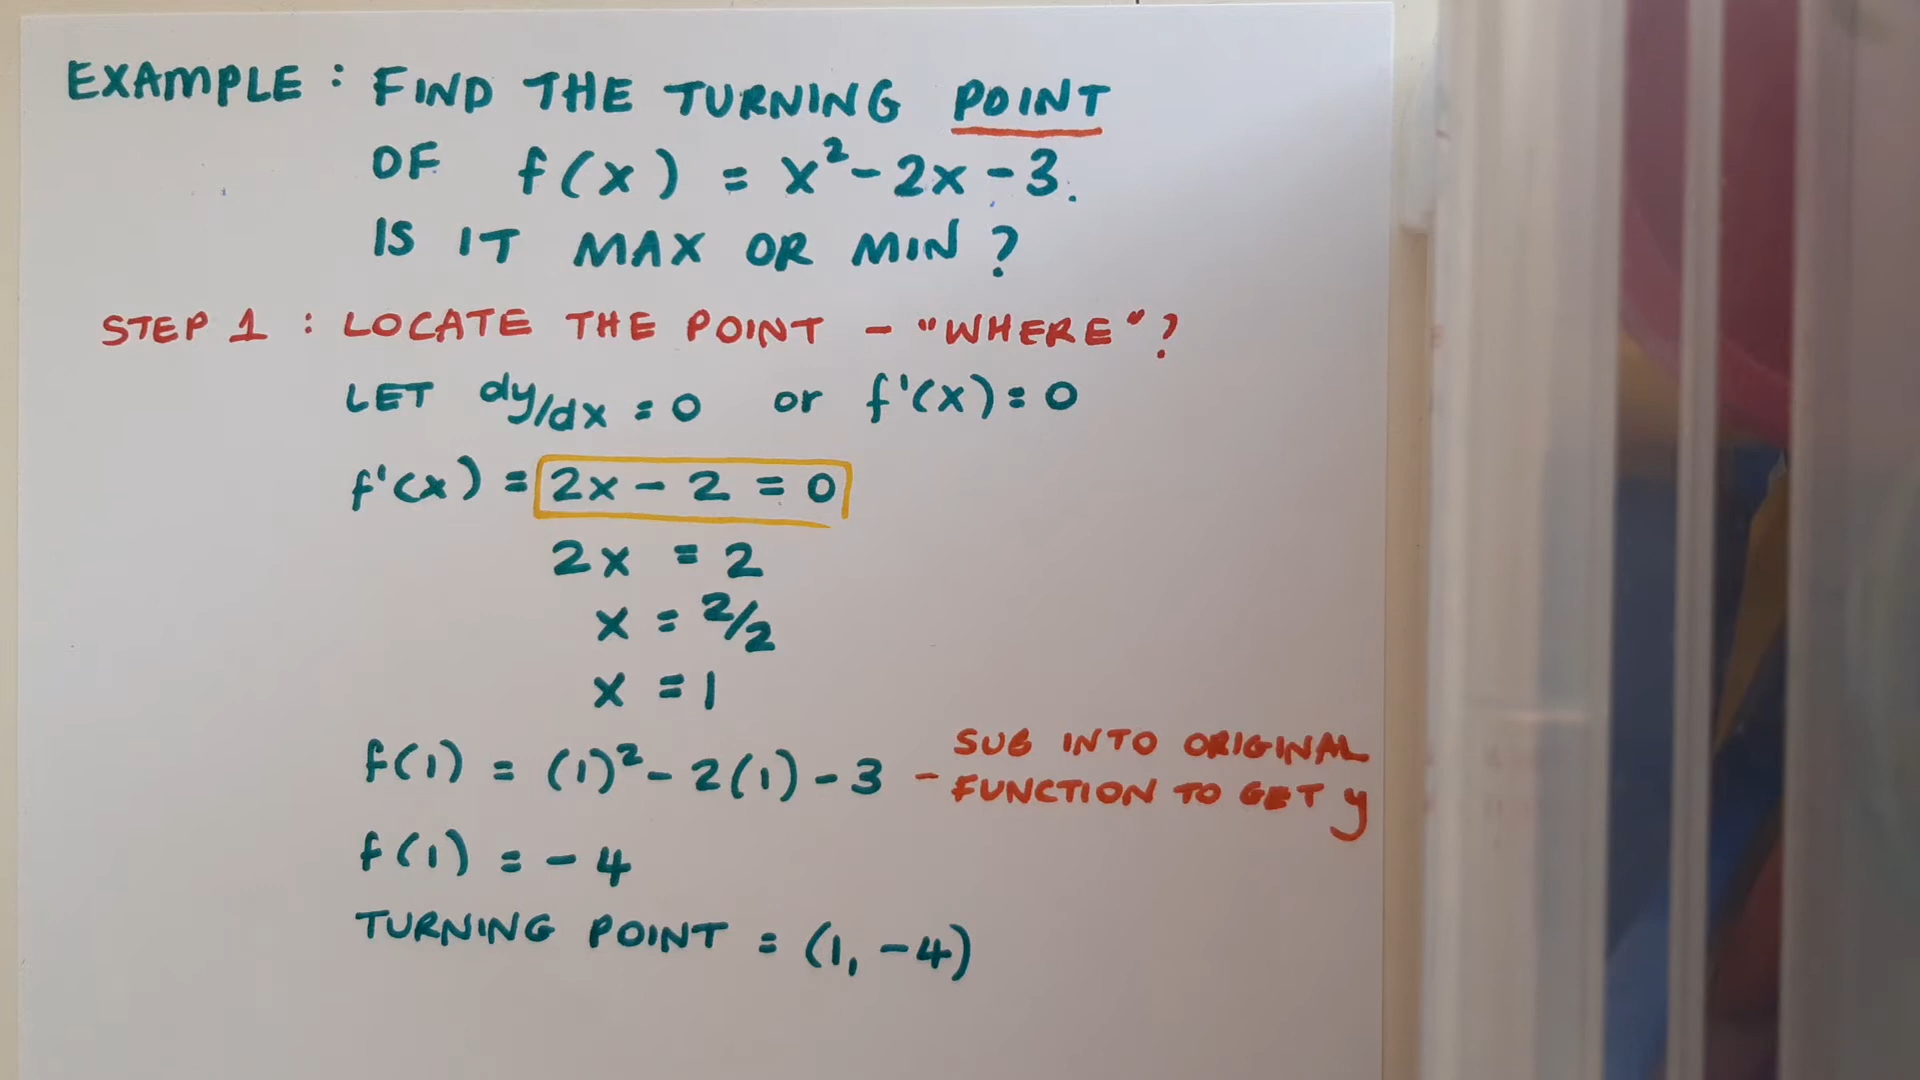 EXAMPLE : FIND THE TURNING POINT
OF f(x) = x² - 2x - 3.
IS IT MAX OR MIN ?
STEP 1 : LOCATE THE POINT - "WHERE" ?
LET dy/dx = 0 or f'(x) = 0
f'(x) = 2x - 2 = 0
2x = 2
x = 2/2
x = 1
f(1) = (1)² - 2(1) - 3 - SUB INTO ORIGINAL
FUNCTION TO GET y
f(1) = - 4
TURNING POINT = (1, -4)